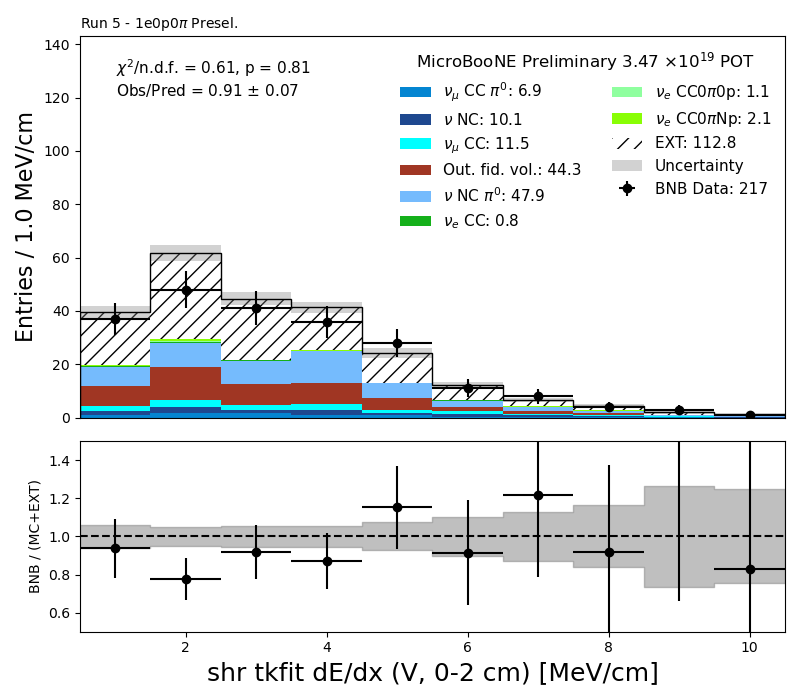 Run 5 - 1e0p0π Presel.
χ²/n.d.f. = 0.61, p = 0.81
Obs/Pred = 0.91 ± 0.07
MicroBooNE Preliminary 3.47 ×10¹⁹ POT
ν_μ CC π⁰: 6.9
ν NC: 10.1
ν_μ CC: 11.5
Out. fid. vol.: 44.3
ν NC π⁰: 47.9
ν_e CC: 0.8
ν_e CC0π0p: 1.1
ν_e CC0πNp: 2.1
EXT: 112.8
Uncertainty
BNB Data: 217
Entries / 1.0 MeV/cm
140
120
100
80
60
40
20
0
BNB / (MC+EXT)
1.4
1.2
1.0
0.8
0.6
2 4 6 8 10
shr tkfit dE/dx (V, 0-2 cm) [MeV/cm]